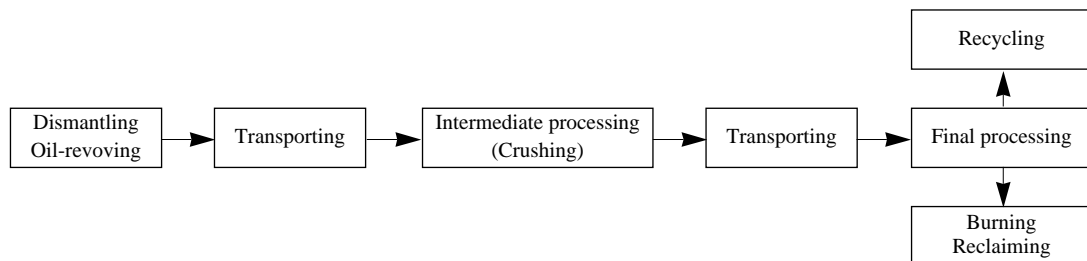 Recycling
Dismantling
Oil-revoving
Transporting
Intermediate processing
(Crushing)
Transporting
Final processing
Burning
Reclaiming